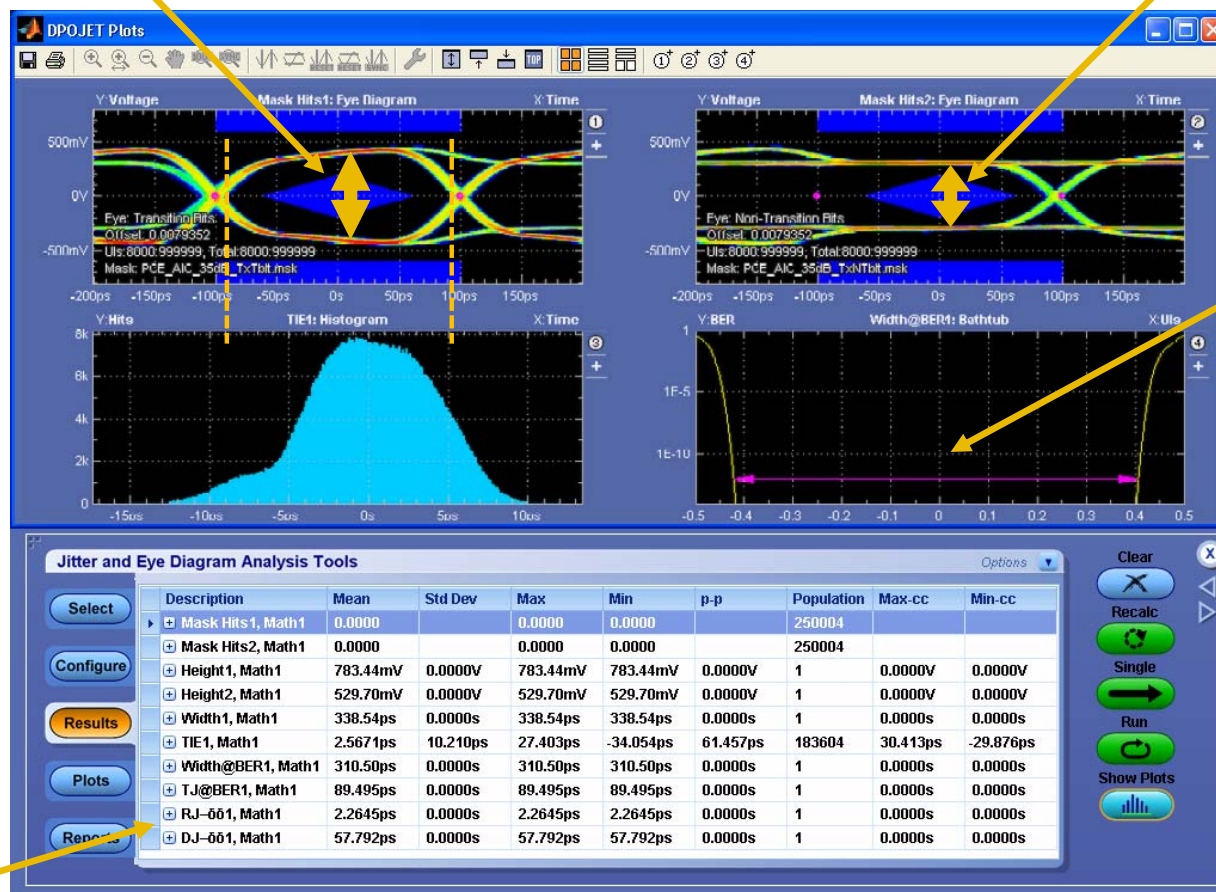 DPOJET Plots
TOP
Y:Voltage Mask Hits1: Eye Diagram X:Time
1
500mV
0V
-500mV
Eye: Transition Bits
Offset: 0.0079352
UIs:8000:999999, Total:8000:999999
Mask: PCE_AIC_35dB_TxTbit.msk
-200ps -150ps -100ps -50ps 0s 50ps 100ps 150ps
Y:Voltage Mask Hits2: Eye Diagram X:Time
2
500mV
0V
-500mV
Eye: Non-Transition Bits
Offset: 0.0079352
UIs:8000:999999, Total:8000:999999
Mask: PCE_AIC_35dB_TxNTbit.msk
-200ps -150ps -100ps -50ps 0s 50ps 100ps 150ps
Y:Hits TIE1: Histogram X:Time
3
8k
6k
4k
2k
0
-15ps -10ps -5ps 0s 5ps 10ps
Y:BER Width@BER1: Bathtub X:UIs
4
1
1E-5
1E-10
-0.5 -0.4 -0.3 -0.2 -0.1 0 0.1 0.2 0.3 0.4 0.5
Jitter and Eye Diagram Analysis Tools Options
Select
Configure
Results
Plots
Reports
Description Mean Std Dev Max Min p-p Population Max-cc Min-cc
Mask Hits1, Math1 0.0000 0.0000 0.0000 250004
Mask Hits2, Math1 0.0000 0.0000 0.0000 250004
Height1, Math1 783.44mV 0.0000V 783.44mV 783.44mV 0.0000V 1 0.0000V 0.0000V
Height2, Math1 529.70mV 0.0000V 529.70mV 529.70mV 0.0000V 1 0.0000V 0.0000V
Width1, Math1 338.54ps 0.0000s 338.54ps 338.54ps 0.0000s 1 0.0000s 0.0000s
TIE1, Math1 2.5671ps 10.210ps 27.403ps -34.054ps 61.457ps 183604 30.413ps -29.876ps
Width@BER1, Math1 310.50ps 0.0000s 310.50ps 310.50ps 0.0000s 1 0.0000s 0.0000s
TJ@BER1, Math1 89.495ps 0.0000s 89.495ps 89.495ps 0.0000s 1 0.0000s 0.0000s
RJ–δδ1, Math1 2.2645ps 0.0000s 2.2645ps 2.2645ps 0.0000s 1 0.0000s 0.0000s
DJ–δδ1, Math1 57.792ps 0.0000s 57.792ps 57.792ps 0.0000s 1 0.0000s 0.0000s
Clear
Recalc
Single
Run
Show Plots